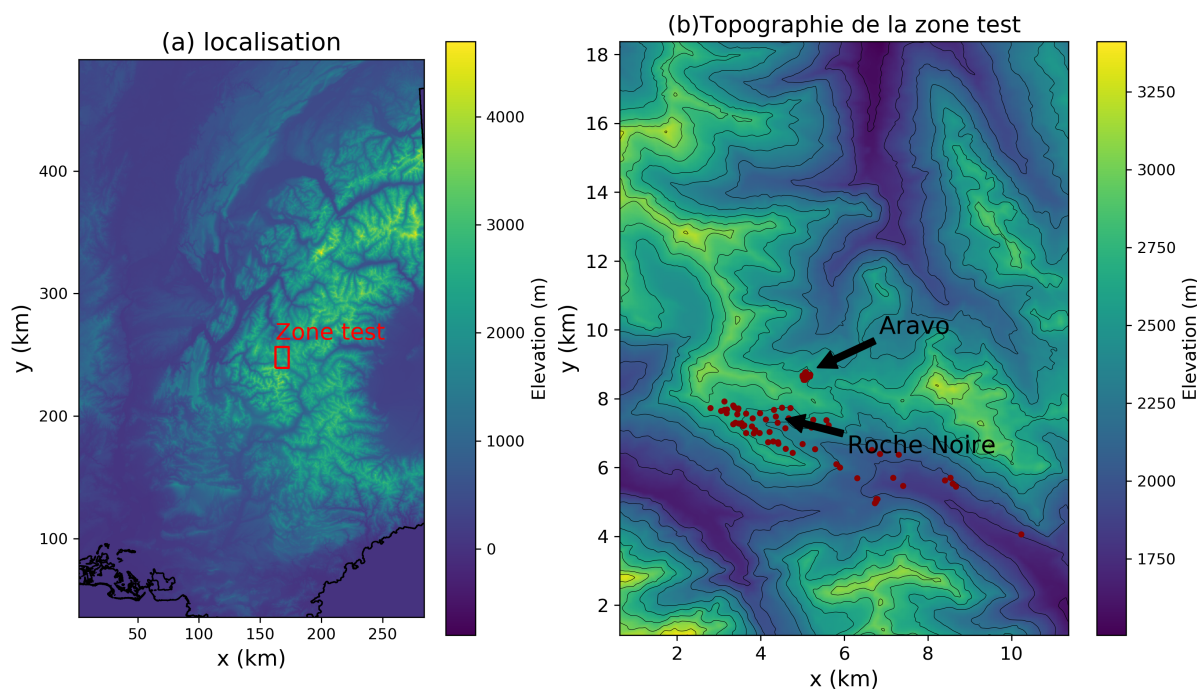 (a) localisation
400
300
200
100
y (km)
Zone test
50 100 150 200 250
x (km)
4000
3000
2000
1000
0
Elevation (m)
(b)Topographie de la zone test
18
16
14
12
10
8
6
4
2
y (km)
Aravo
Roche Noire
2 4 6 8 10
x (km)
3250
3000
2750
2500
2250
2000
1750
Elevation (m)